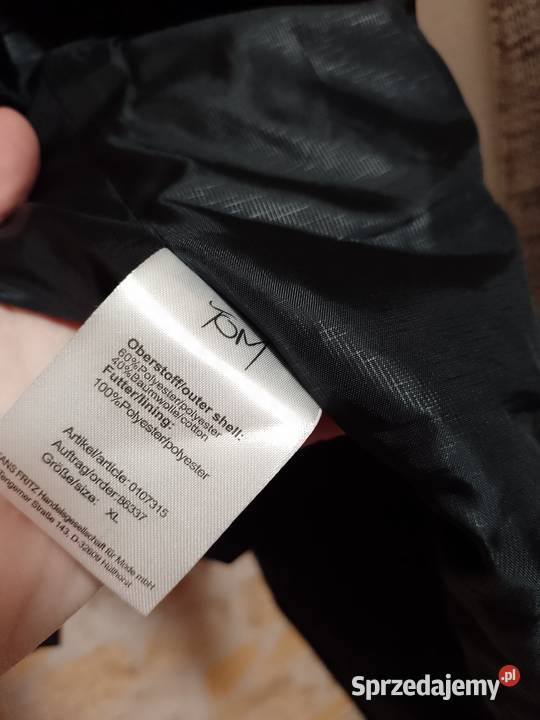 TOM
Oberstoff/outer shell:
60%Polyester/polyester
40%Baumwolle/cotton
Futter/lining:
100%Polyester/polyester
Artikel/article: 0107315
Auftrag/order: 86337
Größe/size: XL
FRITZ Handelsgesellschaft für Mode mbH
Straße 143, D-32609 Hüllhorst
Sprzedajemy.pl